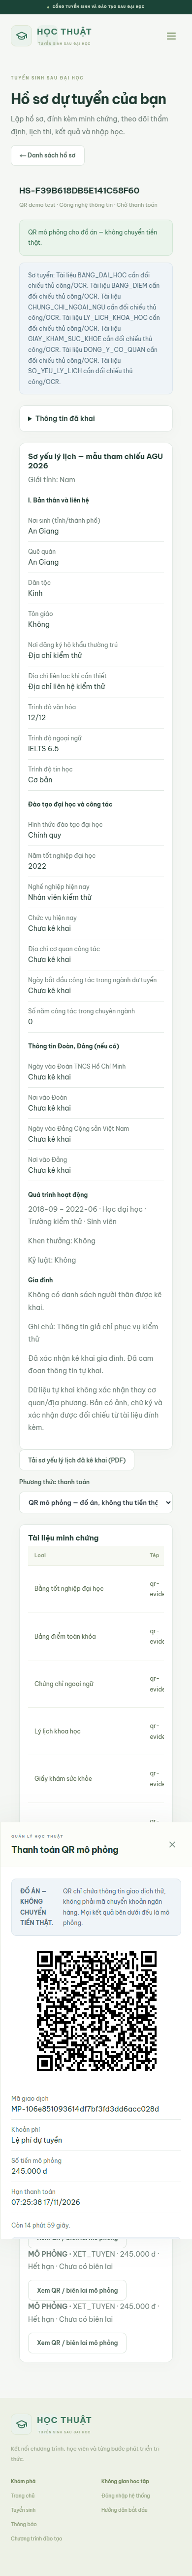 CỔNG TUYỂN SINH VÀ ĐÀO TẠO SAU ĐẠI HỌC
HỌC THUẬT
TUYỂN SINH SAU ĐẠI HỌC
TUYỂN SINH SAU ĐẠI HỌC
Hồ sơ dự tuyển của bạn
Lập hồ sơ, đính kèm minh chứng, theo dõi thẩm
định, lịch thi, kết quả và nhập học.
← Danh sách hồ sơ
HS-F39B618DB5E141C58F60
QR demo test · Công nghệ thông tin · Chờ thanh toán
QR mô phỏng cho đồ án — không chuyển tiền
thật.
Sơ tuyển: Tài liệu BANG_DAI_HOC cần đối
chiếu thủ công/OCR. Tài liệu BANG_DIEM cần
đối chiếu thủ công/OCR. Tài liệu
CHUNG_CHI_NGOAI_NGU cần đối chiếu thủ
công/OCR. Tài liệu LY_LICH_KHOA_HOC cần
đối chiếu thủ công/OCR. Tài liệu
GIAY_KHAM_SUC_KHOE cần đối chiếu thủ
công/OCR. Tài liệu DONG_Y_CO_QUAN cần
đối chiếu thủ công/OCR. Tài liệu
SO_YEU_LY_LICH cần đối chiếu thủ
công/OCR.
▶ Thông tin đã khai
Sơ yếu lý lịch — mẫu tham chiếu AGU
2026
Giới tính: Nam
I. Bản thân và liên hệ
Nơi sinh (tỉnh/thành phố)
An Giang
Quê quán
An Giang
Dân tộc
Kinh
Tôn giáo
Không
Nơi đăng ký hộ khẩu thường trú
Địa chỉ kiểm thử
Địa chỉ liên lạc khi cần thiết
Địa chỉ liên hệ kiểm thử
Trình độ văn hóa
12/12
Trình độ ngoại ngữ
IELTS 6.5
Trình độ tin học
Cơ bản
Đào tạo đại học và công tác
Hình thức đào tạo đại học
Chính quy
Năm tốt nghiệp đại học
2022
Nghề nghiệp hiện nay
Nhân viên kiểm thử
Chức vụ hiện nay
Chưa kê khai
Địa chỉ cơ quan công tác
Chưa kê khai
Ngày bắt đầu công tác trong ngành dự tuyển
Chưa kê khai
Số năm công tác trong chuyên ngành
0
Thông tin Đoàn, Đảng (nếu có)
Ngày vào Đoàn TNCS Hồ Chí Minh
Chưa kê khai
Nơi vào Đoàn
Chưa kê khai
Ngày vào Đảng Cộng sản Việt Nam
Chưa kê khai
Nơi vào Đảng
Chưa kê khai
Quá trình hoạt động
2018-09 – 2022-06 · Học đại học ·
Trường kiểm thử · Sinh viên
Khen thưởng: Không
Kỷ luật: Không
Gia đình
Không có danh sách người thân được kê
khai.
Ghi chú: Thông tin giả chỉ phục vụ kiểm
thử
Đã xác nhận kê khai gia đình. Đã cam
đoan thông tin tự khai.
Dữ liệu tự khai không xác nhận thay cơ
quan/địa phương. Bản có ảnh, chữ ký và
xác nhận được đối chiếu từ tài liệu đính
kèm.
Tải sơ yếu lý lịch đã kê khai (PDF)
Phương thức thanh toán
QR mô phỏng — đồ án, không thu tiền thậ
Tài liệu minh chứng
Loại Tệp
Bằng tốt nghiệp đại học qr-
evide
Bảng điểm toàn khóa qr-
evide
Chứng chỉ ngoại ngữ qr-
evide
Lý lịch khoa học qr-
evide
Giấy khám sức khỏe qr-
evide
QUẢN LÝ HỌC THUẬT
Thanh toán QR mô phỏng
ĐỒ ÁN —
KHÔNG
CHUYỂN
TIỀN THẬT.
QR chỉ chứa thông tin giao dịch thử,
không phải mã chuyển khoản ngân
hàng. Mọi kết quả bên dưới đều là mô
phỏng.
Mã giao dịch
MP-106e851093614df7bf3fd3dd6acc028d
Khoản phí
Lệ phí dự tuyển
Số tiền mô phỏng
245.000 đ
Hạn thanh toán
07:25:38 17/11/2026
Còn 14 phút 59 giây.
Xem QR / biên lai mô phỏng
MÔ PHỎNG · XET_TUYEN · 245.000 đ ·
Hết hạn · Chưa có biên lai
Xem QR / biên lai mô phỏng
MÔ PHỎNG · XET_TUYEN · 245.000 đ ·
Hết hạn · Chưa có biên lai
Xem QR / biên lai mô phỏng
HỌC THUẬT
TUYỂN SINH SAU ĐẠI HỌC
Kết nối chương trình, học viên và từng bước phát triển tri
thức.
Khám phá
Trang chủ
Tuyển sinh
Thông báo
Chương trình đào tạo
Không gian học tập
Đăng nhập hệ thống
Hướng dẫn bắt đầu